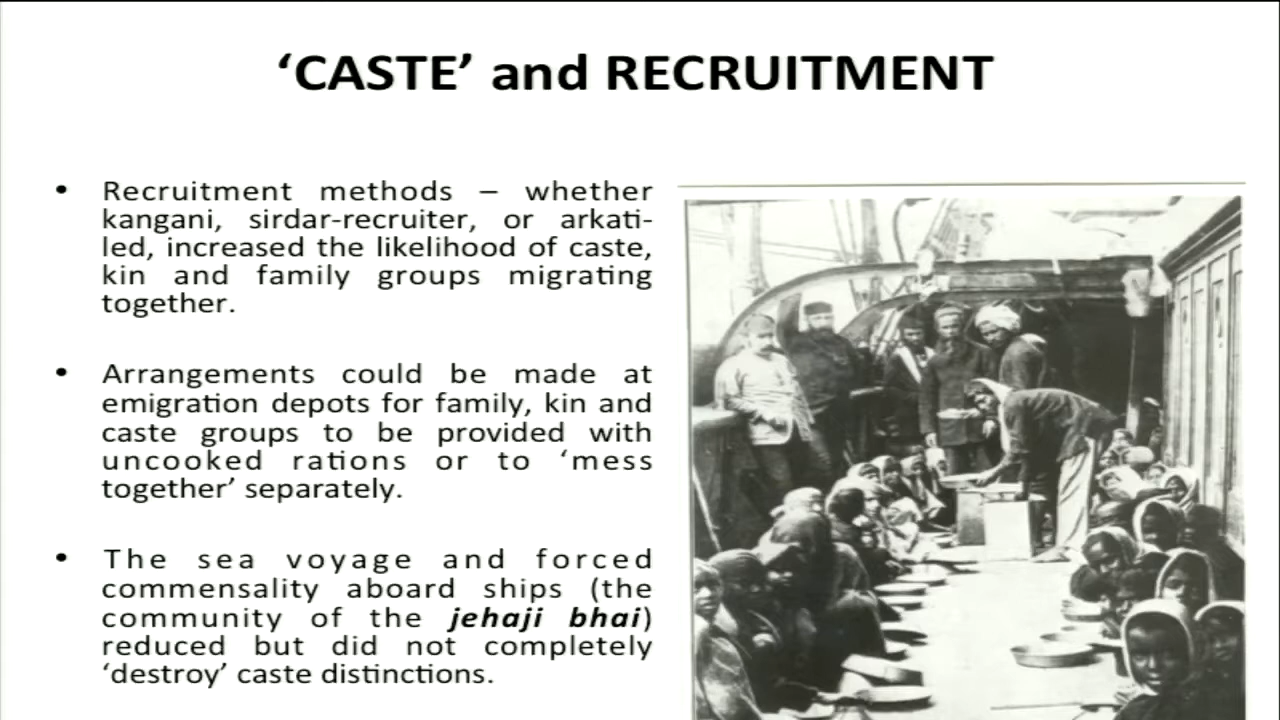 ‘CASTE’ and RECRUITMENT
• Recruitment methods – whether
kangani, sirdar-recruiter, or arkati-
led, increased the likelihood of caste,
kin and family groups migrating
together.
• Arrangements could be made at
emigration depots for family, kin and
caste groups to be provided with
uncooked rations or to ‘mess
together’ separately.
• The sea voyage and forced
commensality aboard ships (the
community of the jehaji bhai)
reduced but did not completely
‘destroy’ caste distinctions.